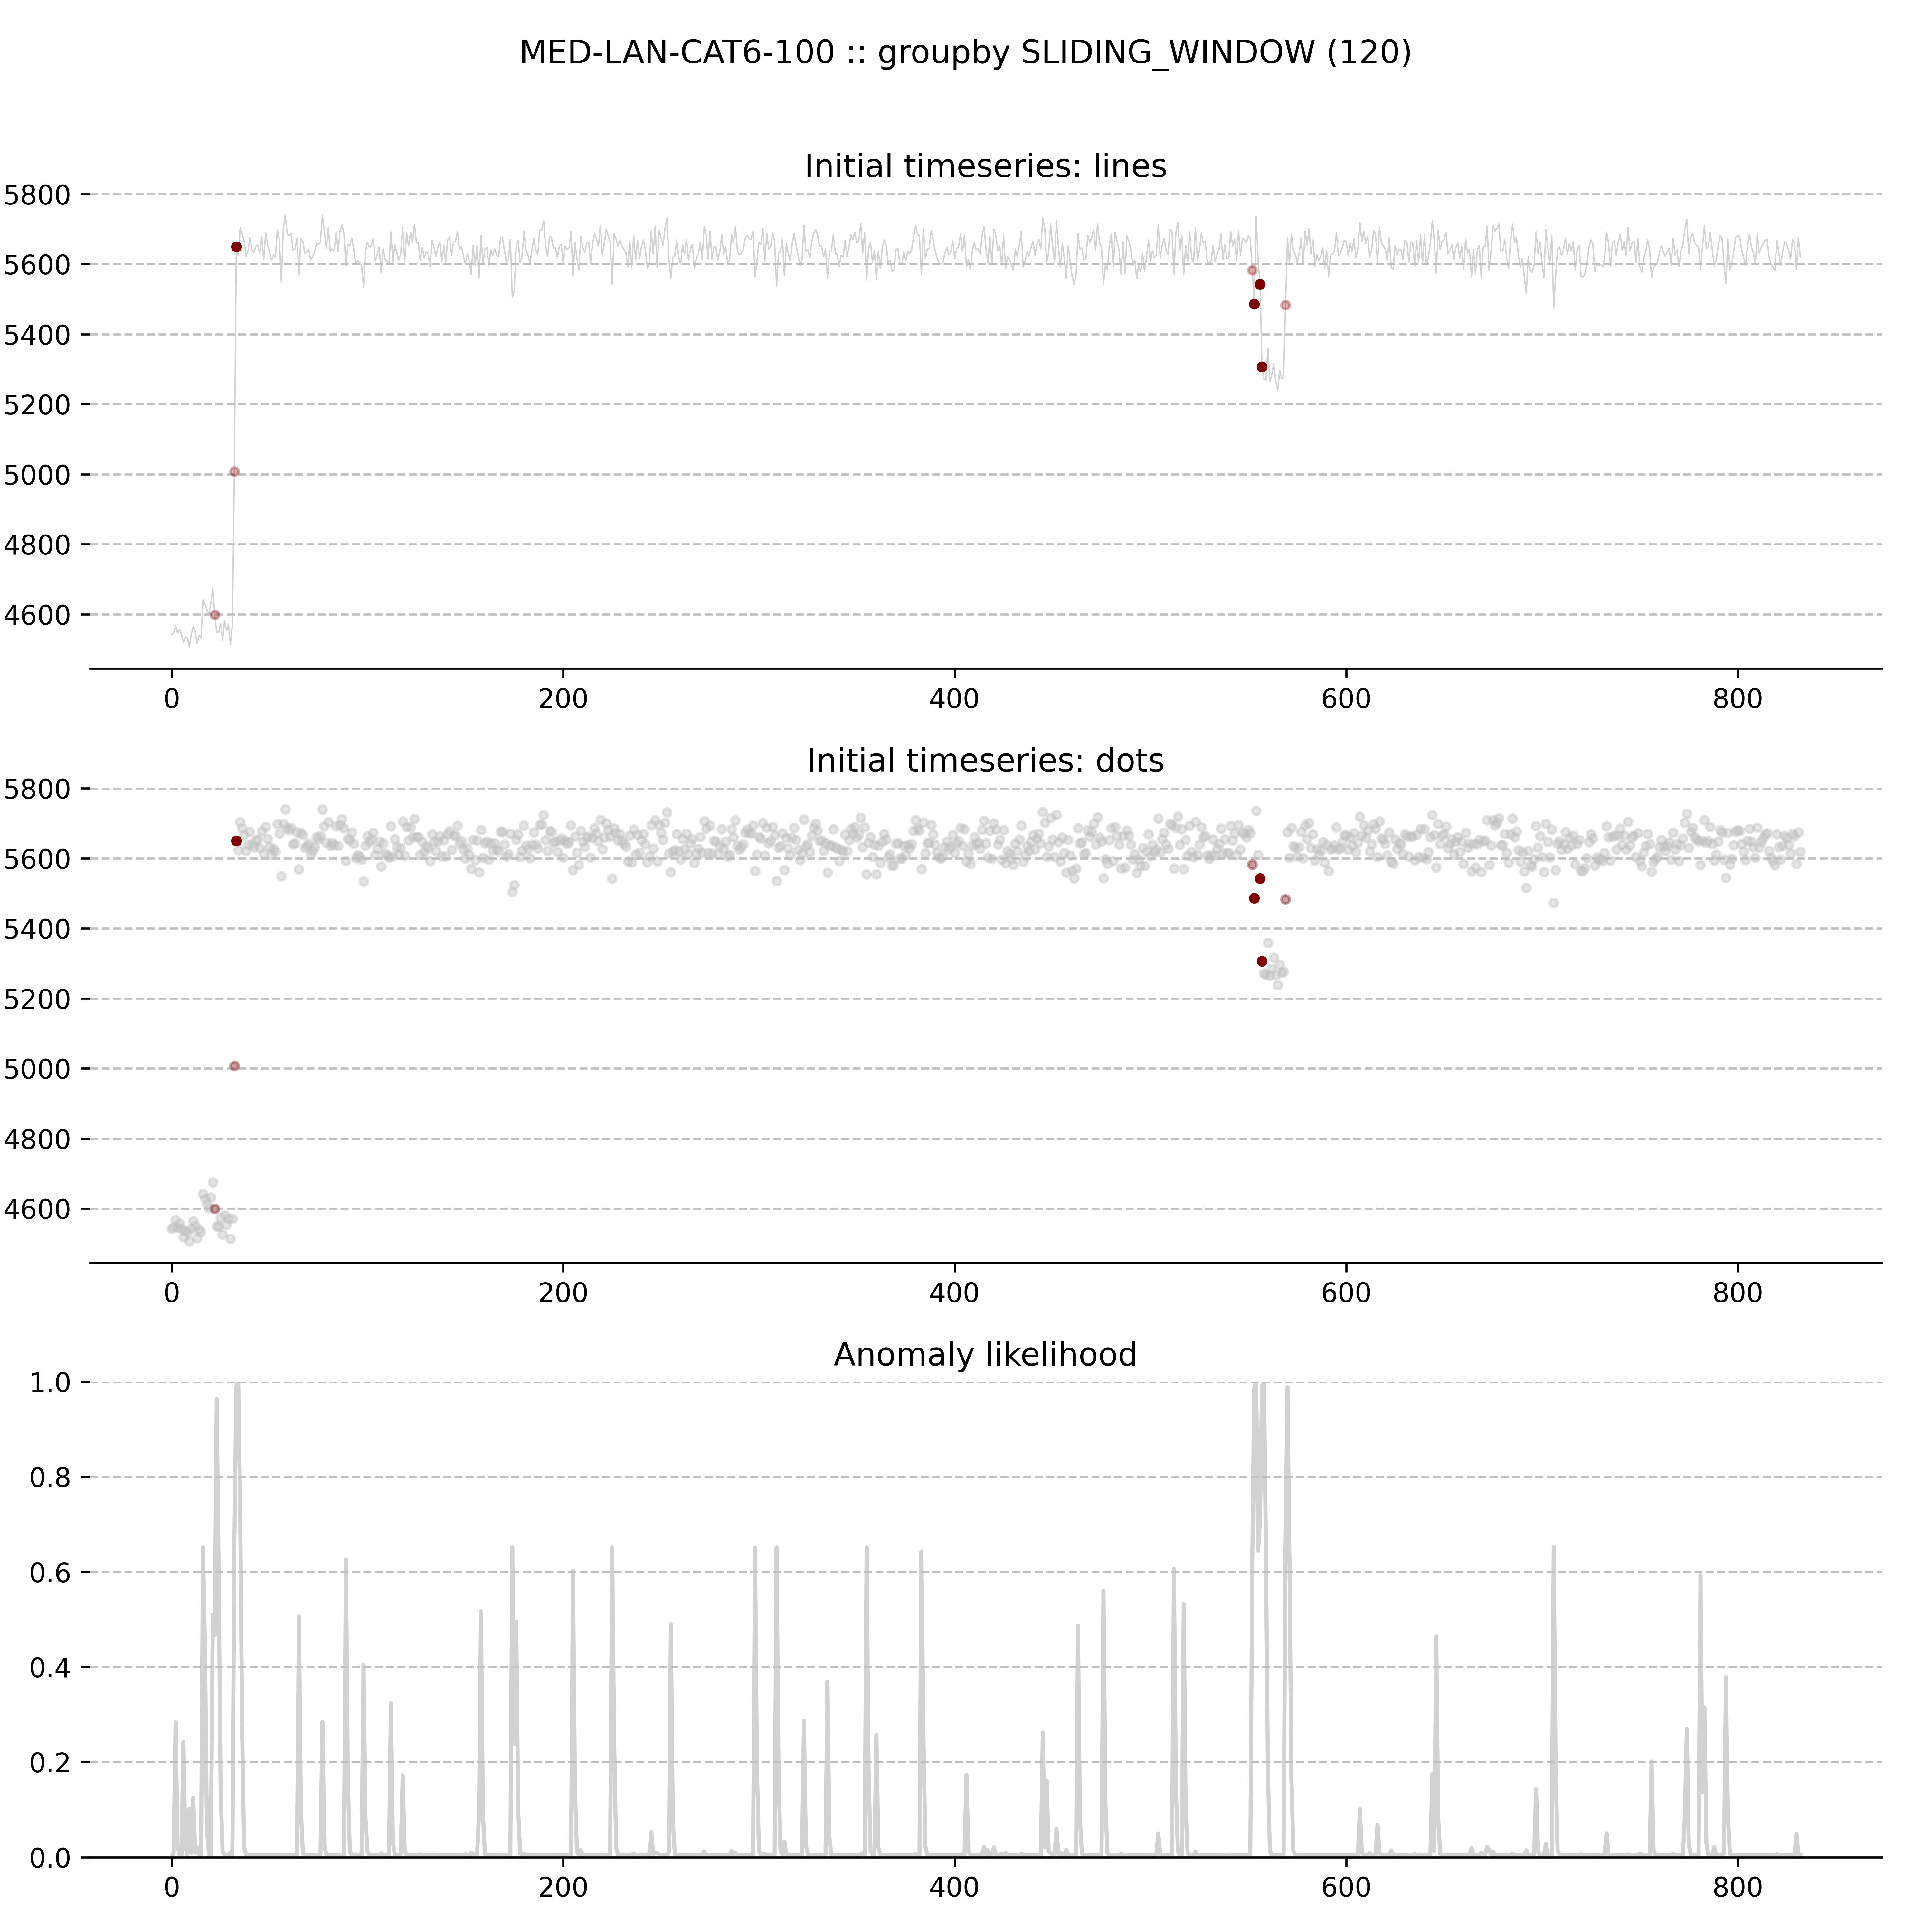 MED-LAN-CAT6-100 :: groupby SLIDING_WINDOW (120)
Initial timeseries: lines
5800
5600
5400
5200
5000
4800
4600
0 200 400 600 800
Initial timeseries: dots
5800
5600
5400
5200
5000
4800
4600
0 200 400 600 800
Anomaly likelihood
1.0
0.8
0.6
0.4
0.2
0.0
0 200 400 600 800